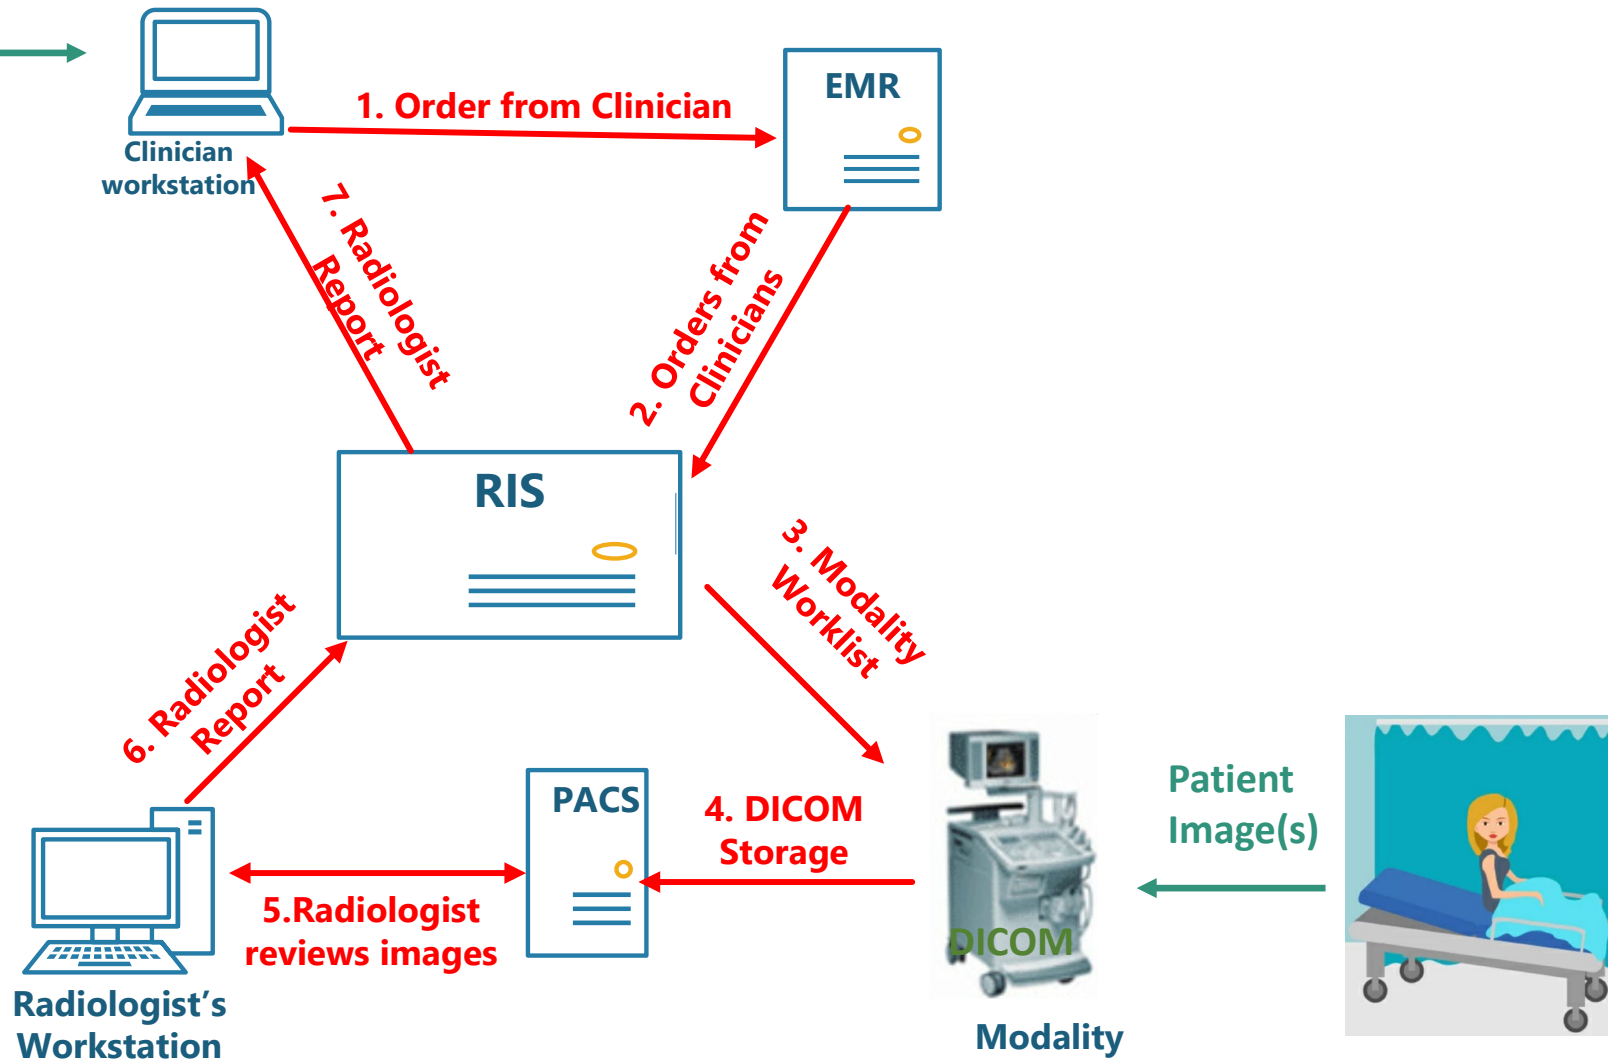 EMR
1. Order from Clinician
Clinician
workstation
7. Radiologist
Report
2. Orders from
Clinicians
RIS
3. Modality
Worklist
6. Radiologist
Report
PACS
4. DICOM
Storage
Patient
Image(s)
5.Radiologist
reviews images
DICOM
Radiologist’s
Workstation
Modality